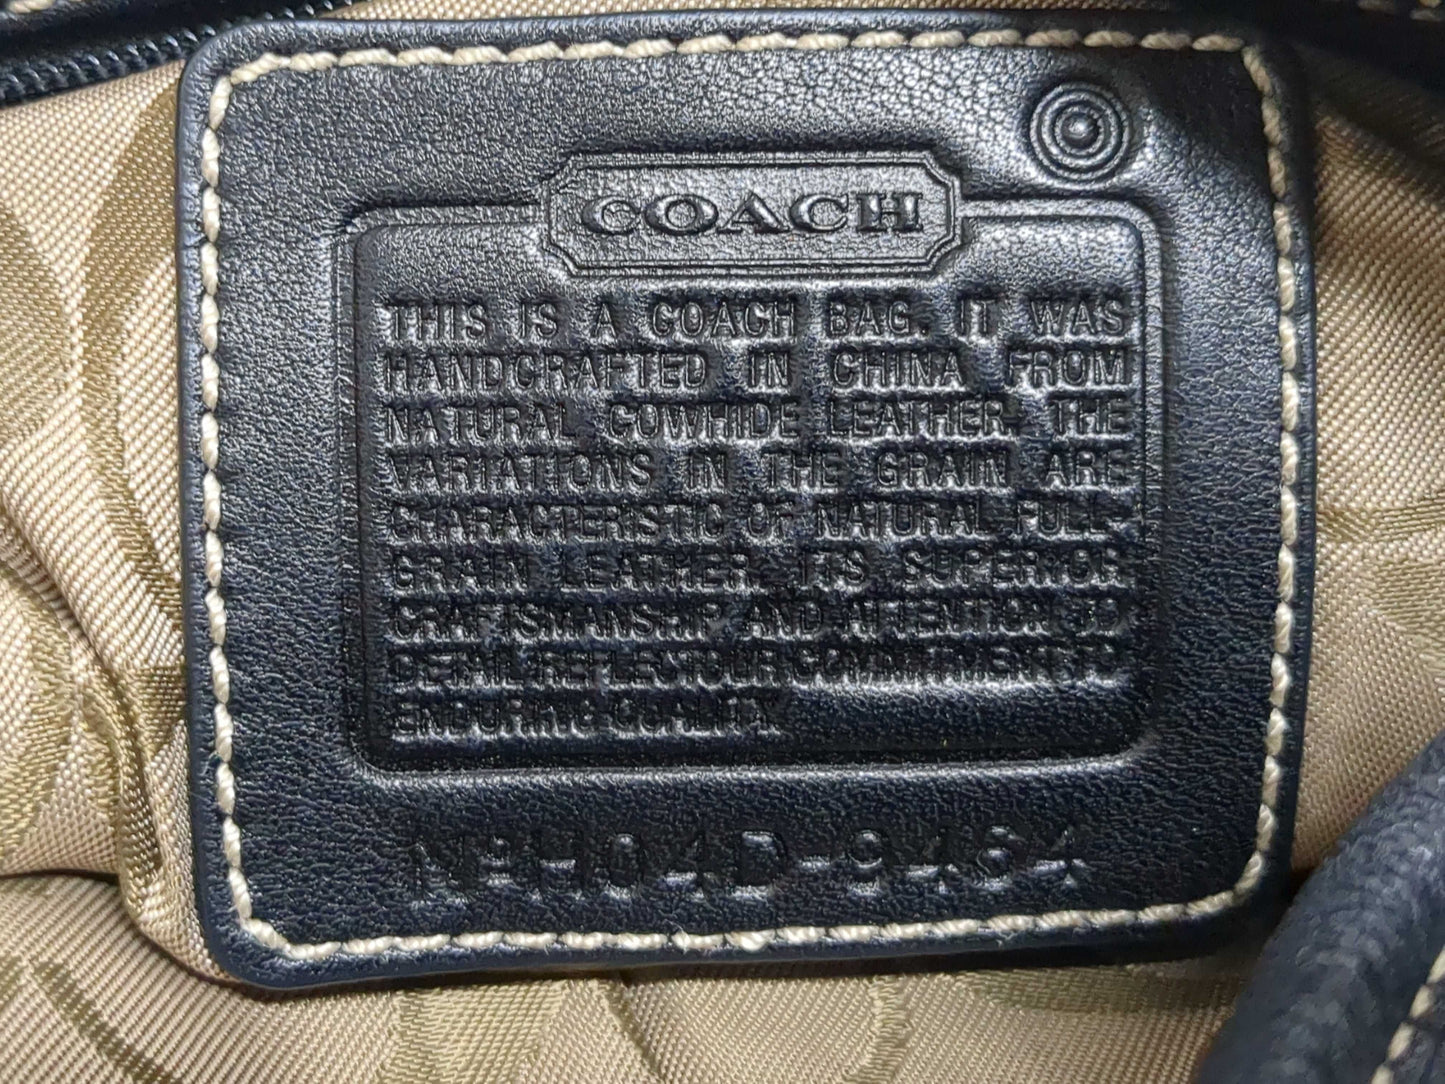 COACH
THIS IS A COACH BAG. IT WAS
HANDCRAFTED IN CHINA FROM
NATURAL COWHIDE LEATHER. THE
VARIATIONS IN THE GRAIN ARE
CHARACTERISTIC OF NATURAL FULL-
GRAIN LEATHER. ITS SUPERIOR
CRAFTSMANSHIP AND ATTENTION TO
DETAIL REFLECT OUR COMMITMENT TO
ENDURING QUALITY.
Nº H04D-9464